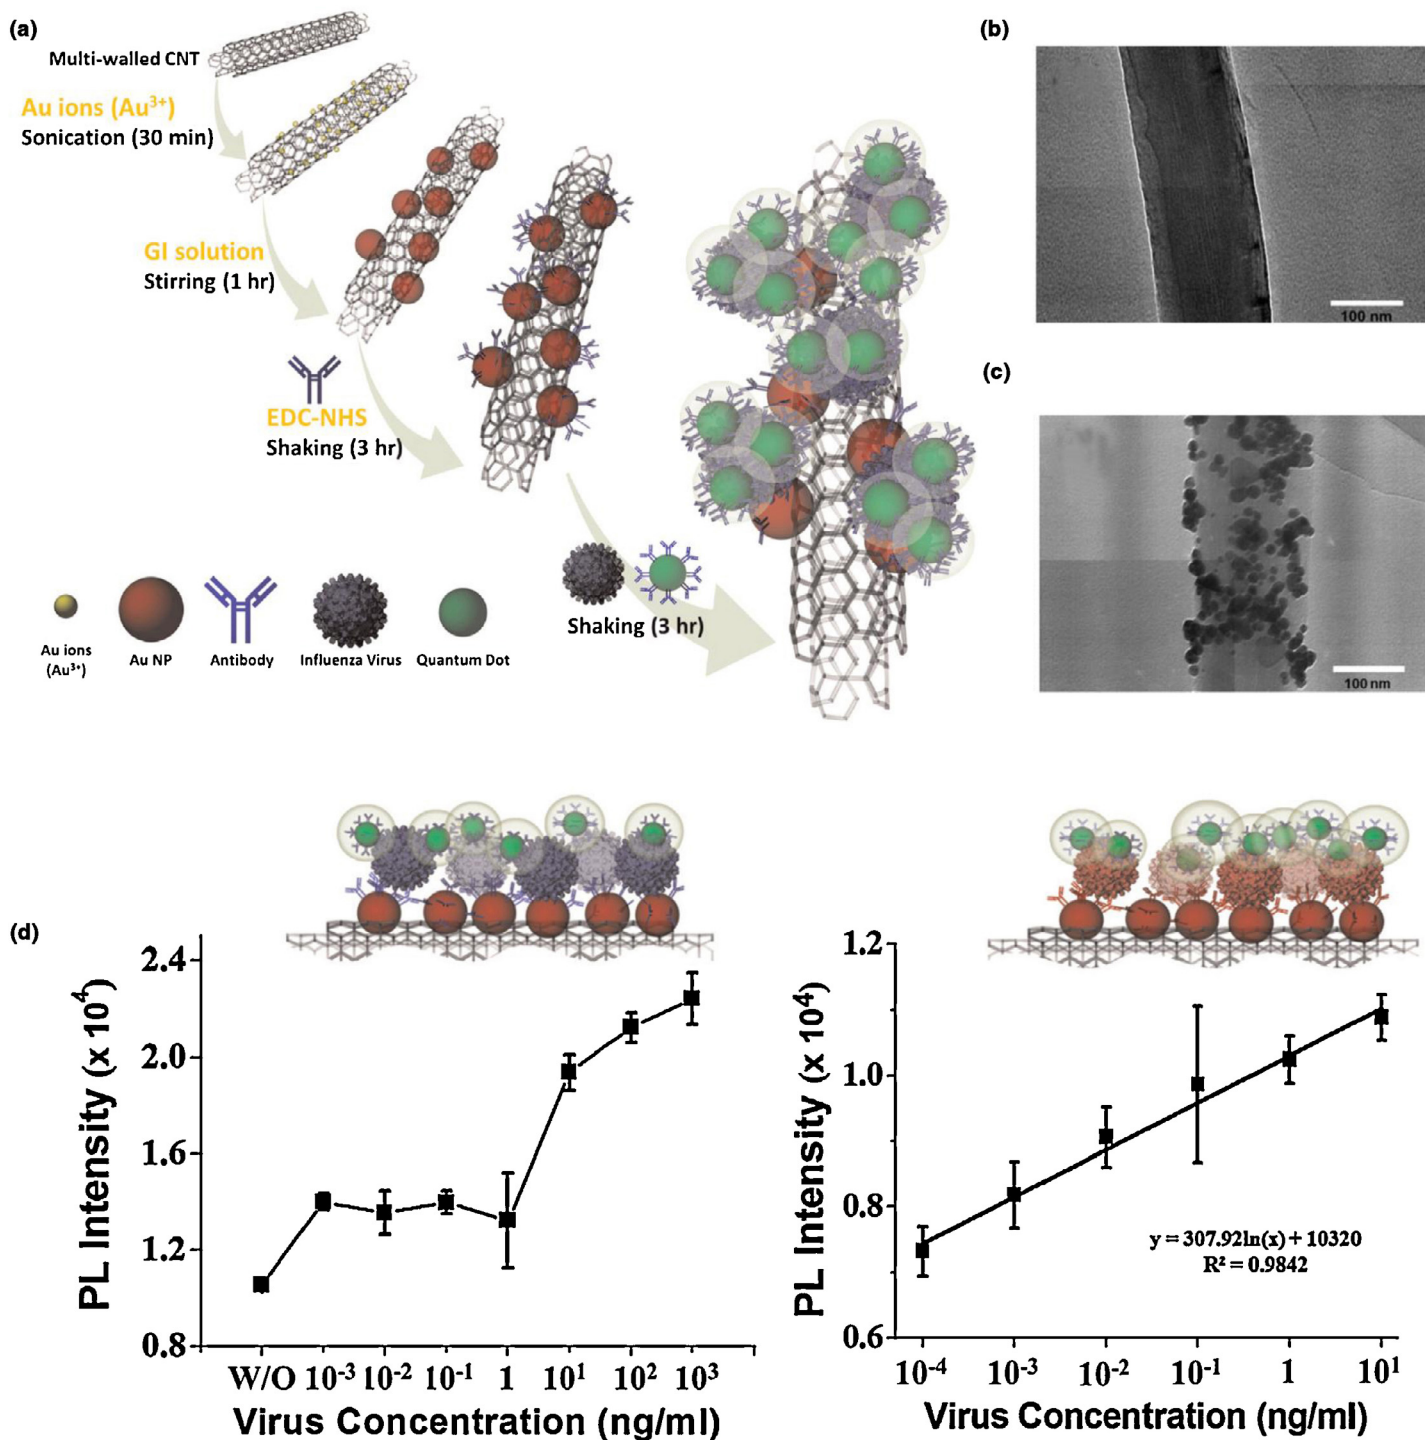 (a)
Multi-walled CNT
Au ions (Au³⁺)
Sonication (30 min)
GI solution
Stirring (1 hr)
EDC-NHS
Shaking (3 hr)
Shaking (3 hr)
Au ions
(Au³⁺)
Au NP
Antibody
Influenza Virus
Quantum Dot
(b)
100 nm
(c)
100 nm
(d)
PL Intensity (x 10⁴)
2.4
2.0
1.6
1.2
0.8
W/O 10⁻³ 10⁻² 10⁻¹ 1 10¹ 10² 10³
Virus Concentration (ng/ml)
PL Intensity (x 10⁴)
1.2
1.0
0.8
0.6
y = 307.92ln(x) + 10320
R² = 0.9842
10⁻⁴ 10⁻³ 10⁻² 10⁻¹ 1 10¹
Virus Concentration (ng/ml)